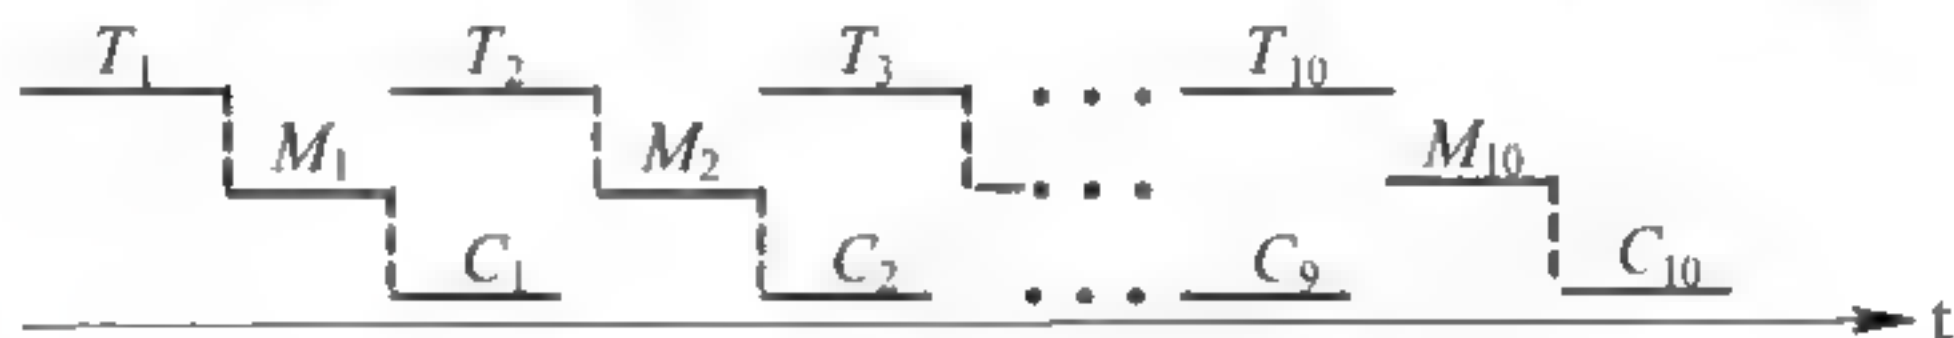 T₁ T₂ T₃ • • • T₁₀
M₁ M₂ • • • M₁₀
C₁ C₂ • • • C₉ C₁₀
t